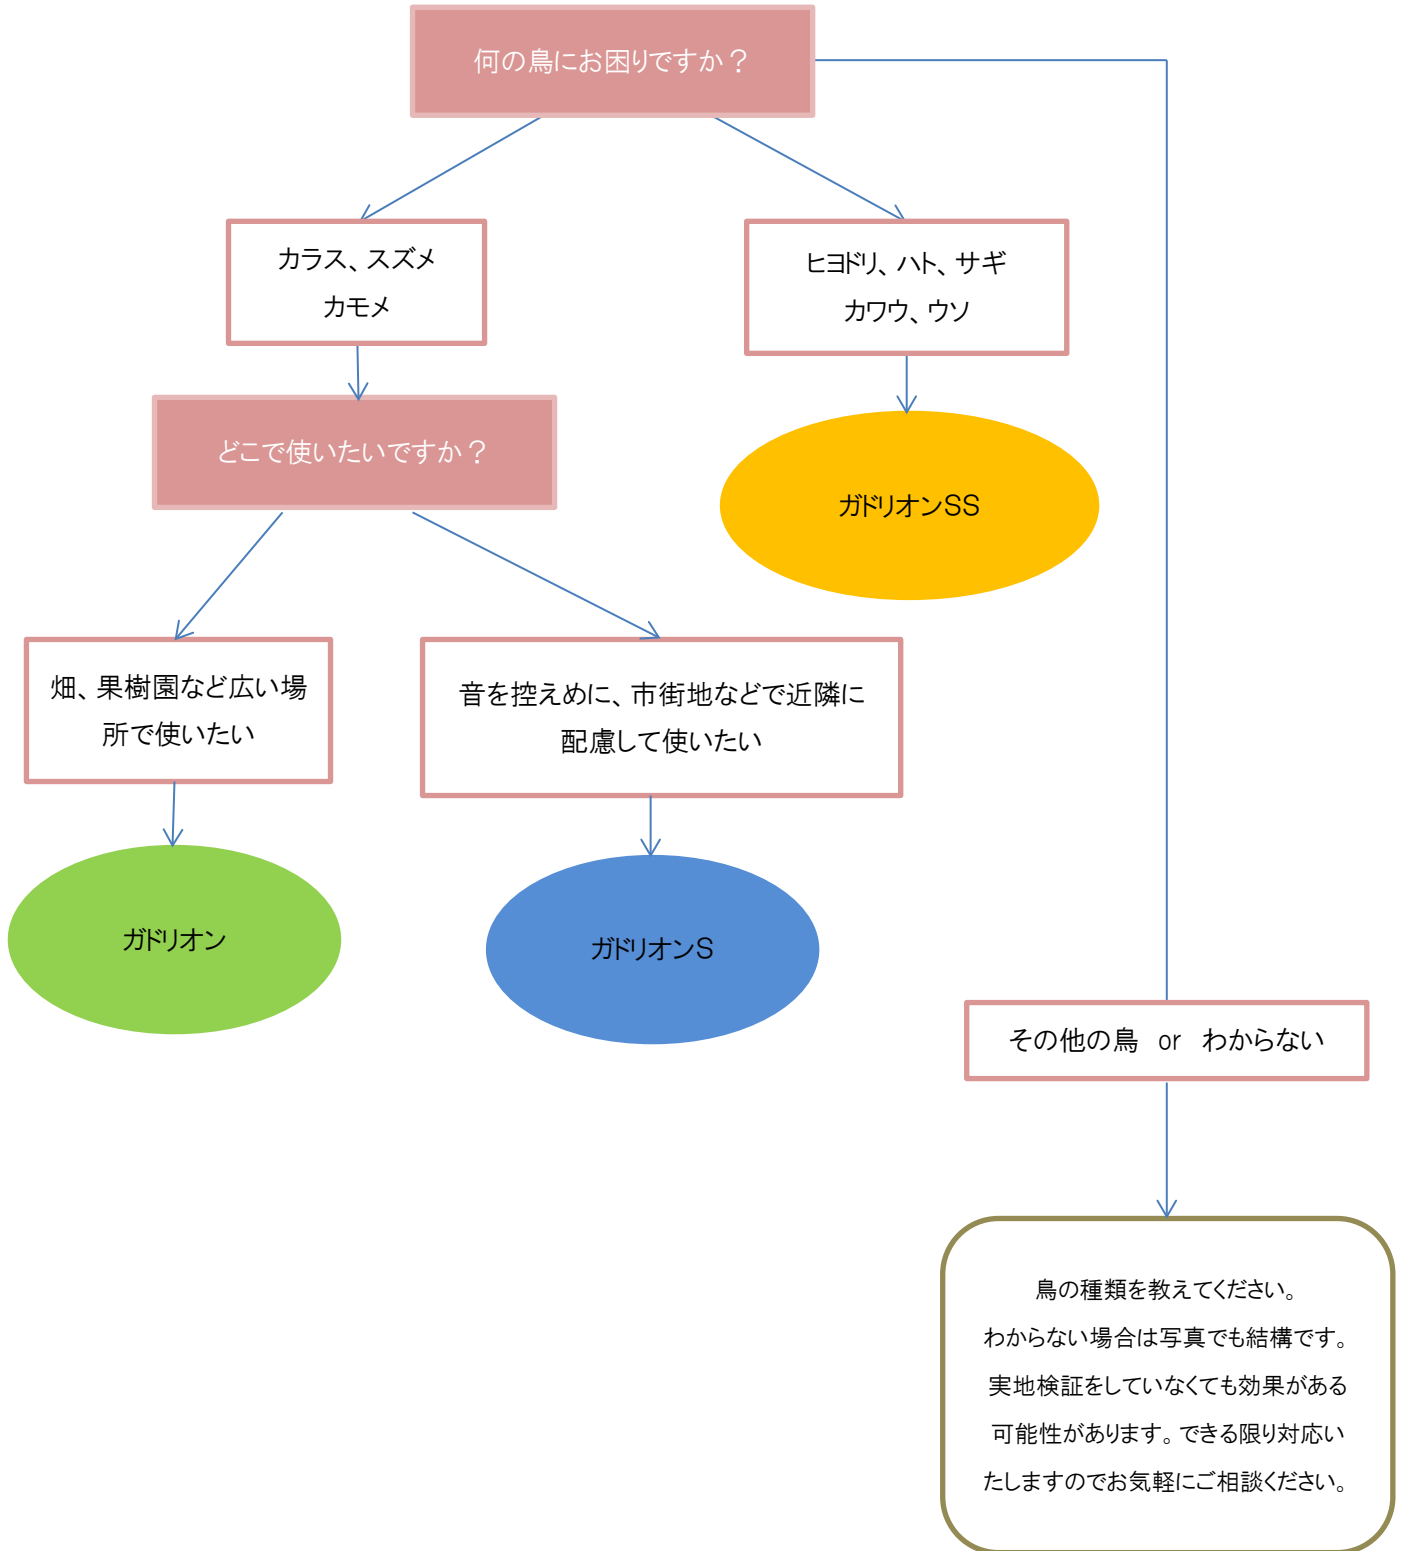 何の鳥にお困りですか？
カラス、スズメ
カモメ
ヒヨドリ、ハト、サギ
カワウ、ウソ
どこで使いたいですか？
ガドリオンSS
畑、果樹園など広い場
所で使いたい
音を控えめに、市街地などで近隣に
配慮して使いたい
ガドリオン
ガドリオンS
その他の鳥　or　わからない
鳥の種類を教えてください。
わからない場合は写真でも結構です。
実地検証をしていなくても効果がある
可能性があります。できる限り対応い
たしますのでお気軽にご相談ください。